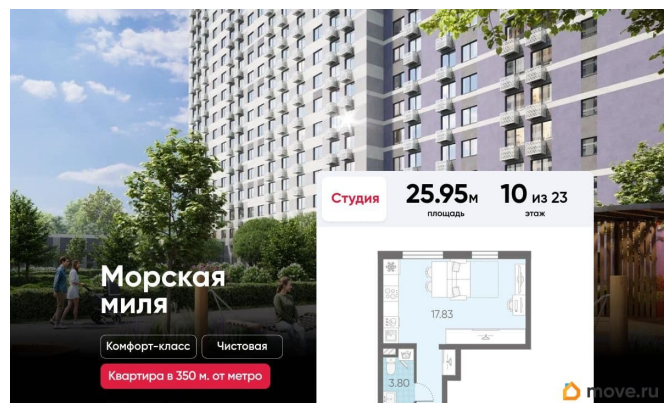 Студия
25.95м
площадь
10 из 23
этаж
Морская
миля
Комфорт-класс
Чистовая
Квартира в 350 м. от метро
17.83
3.80
move.ru